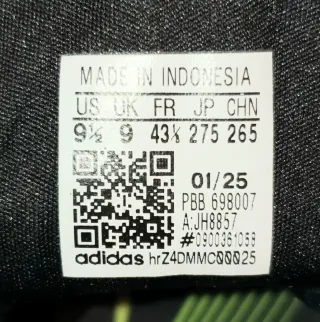 MADE IN INDONESIA
US UK FR JP CHN
9½ 9 43⅓ 275 265
01/25
PBB 698007
A:JH8857
#0900361059
adidas hrZ4DMMC00025